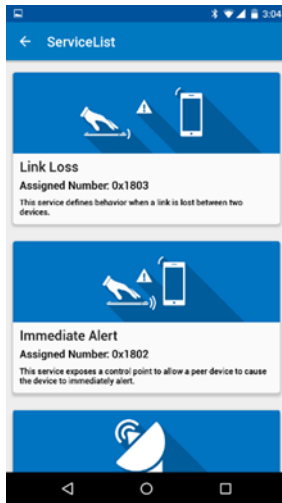 3:04
ServiceList
Link Loss
Assigned Number: 0x1803
This service defines behavior when a link is lost between two
devices.
Immediate Alert
Assigned Number: 0x1802
This service exposes a control point to allow a peer device to cause
the device to immediately alert.